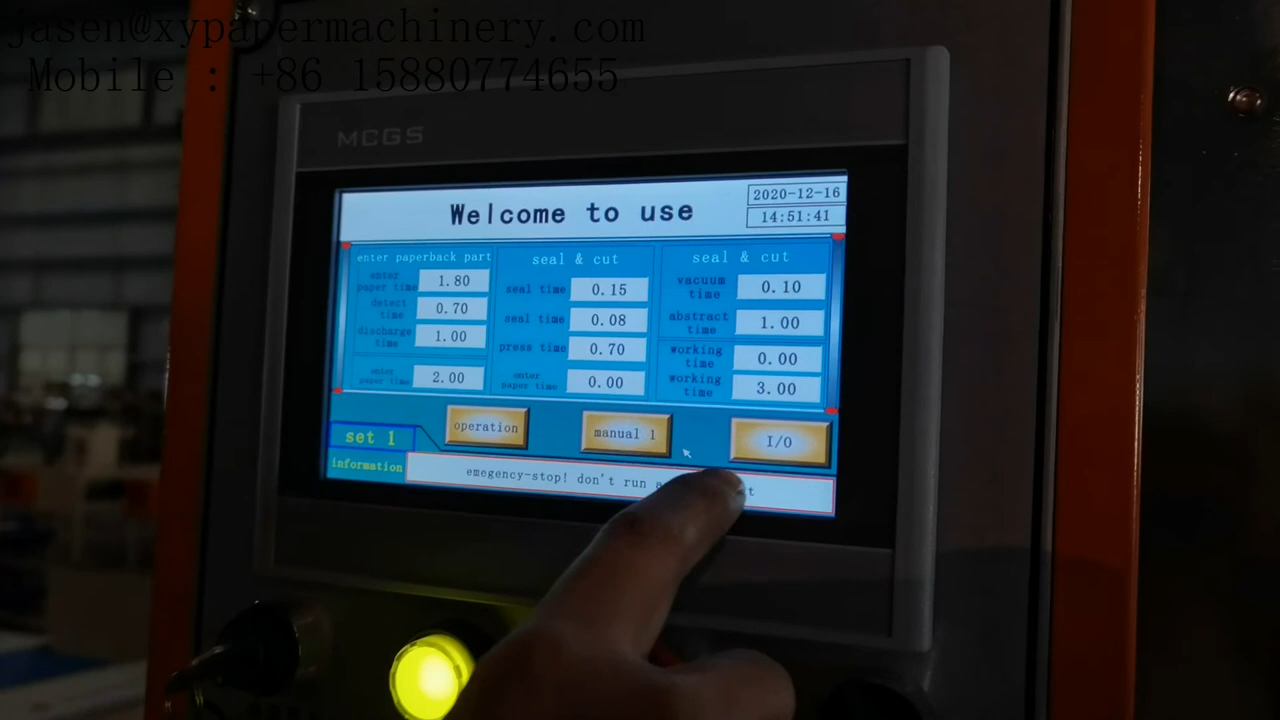 jasen@xypapermachinery.com
Mobile : +86 15880774655
MCGS
Welcome to use
2020-12-16
14:51:41
enter paperback part
enter
paper time
1.80
detect
time
0.70
discharge
time
1.00
enter
paper time
2.00
seal & cut
seal time
0.15
seal time
0.08
press time
0.70
enter
paper time
0.00
seal & cut
vacuum
time
0.10
abstract
time
1.00
working
time
0.00
working
time
3.00
operation
manual 1
I/O
set 1
information
emegency-stop! don't run